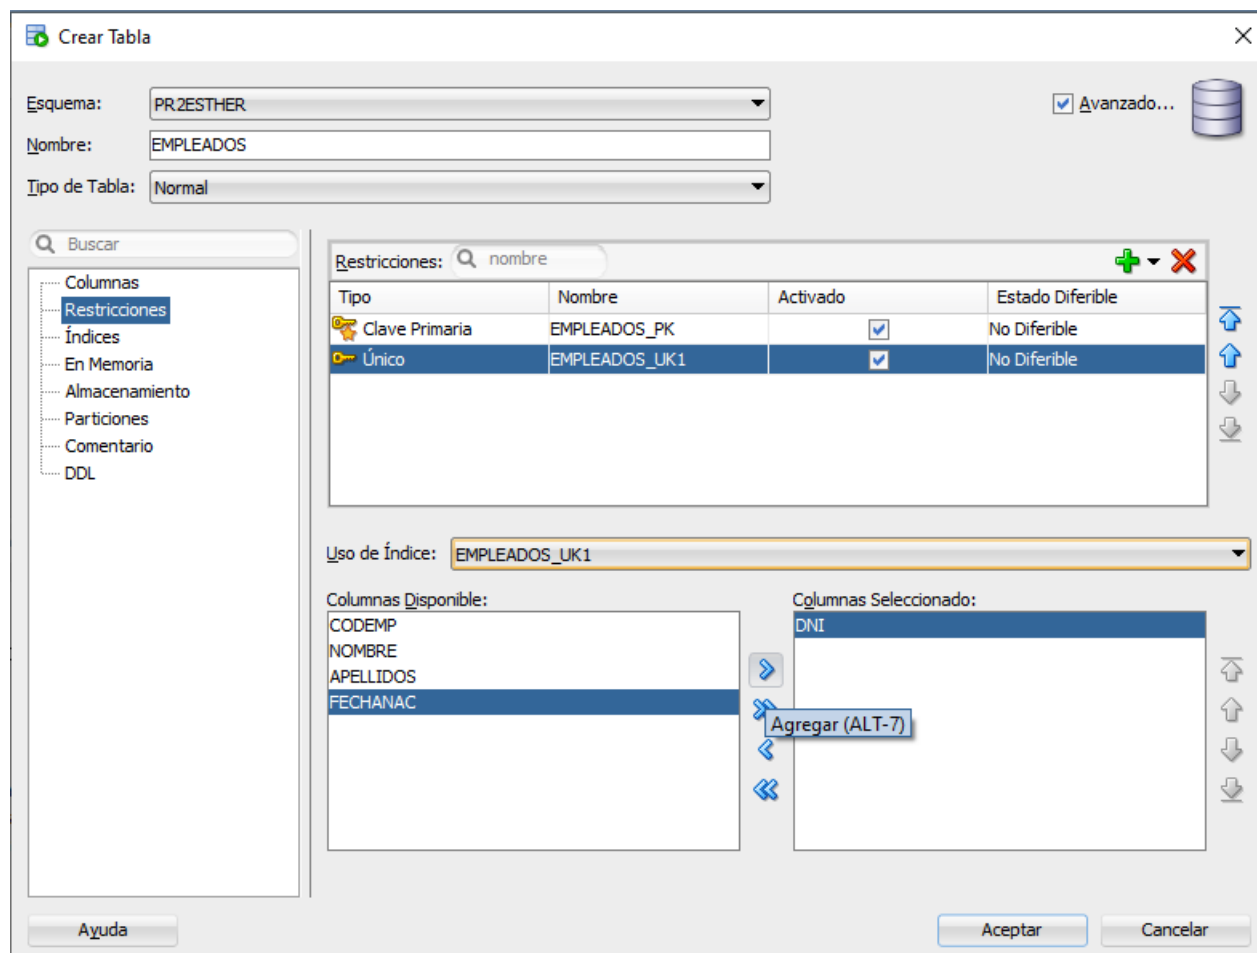 Crear Tabla
Esquema: PR2ESTHER
Avanzado...
Nombre: EMPLEADOS
Tipo de Tabla: Normal
Buscar
Columnas
Restricciones
Índices
En Memoria
Almacenamiento
Particiones
Comentario
DDL
Restricciones: nombre
Tipo Nombre Activado Estado Diferible
Clave Primaria EMPLEADOS_PK No Diferible
Único EMPLEADOS_UK1 No Diferible
Uso de Índice: EMPLEADOS_UK1
Columnas Disponible:
CODEMP
NOMBRE
APELLIDOS
FECHANAC
Agregar (ALT-7)
Columnas Seleccionado:
DNI
Ayuda
Aceptar
Cancelar